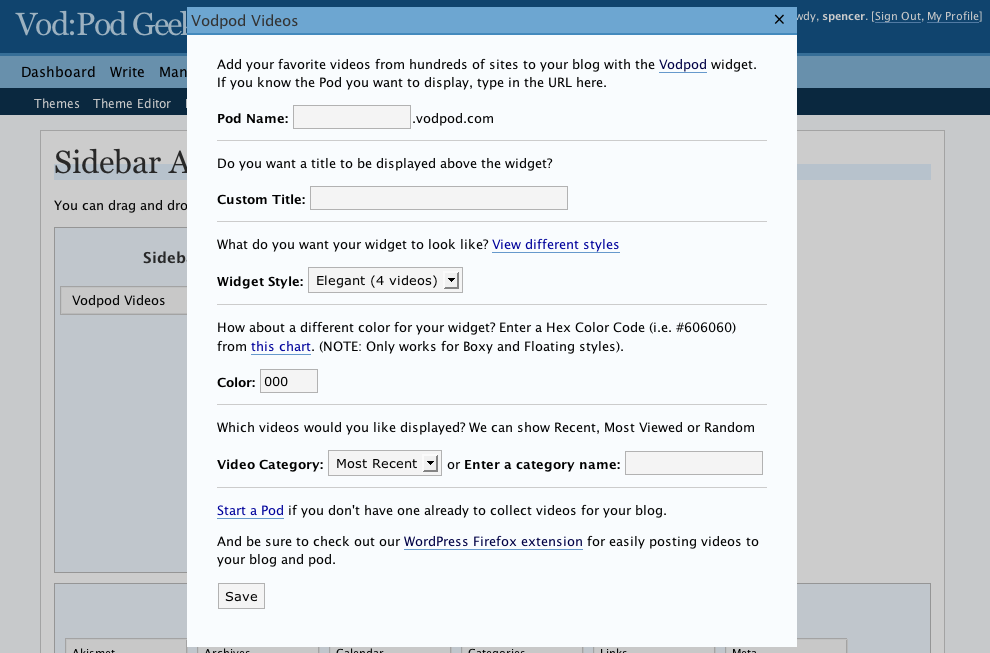 Vod:Pod Geek
Vodpod Videos
spencer. [Sign Out, My Profile]
Dashboard Write
Themes Theme Editor
Sidebar
You can drag and
Vodpod Videos
Add your favorite videos from hundreds of sites to your blog with the Vodpod widget.
If you know the Pod you want to display, type in the URL here.
Pod Name: .vodpod.com
Do you want a title to be displayed above the widget?
Custom Title:
What do you want your widget to look like? View different styles
Widget Style: Elegant (4 videos)
How about a different color for your widget? Enter a Hex Color Code (i.e. #606060)
from this chart. (NOTE: Only works for Boxy and Floating styles).
Color: 000
Which videos would you like displayed? We can show Recent, Most Viewed or Random
Video Category: Most Recent or Enter a category name:
Start a Pod if you don't have one already to collect videos for your blog.
And be sure to check out our WordPress Firefox extension for easily posting videos to
your blog and pod.
Save
Akismet Archives Calendar Categories Links Meta